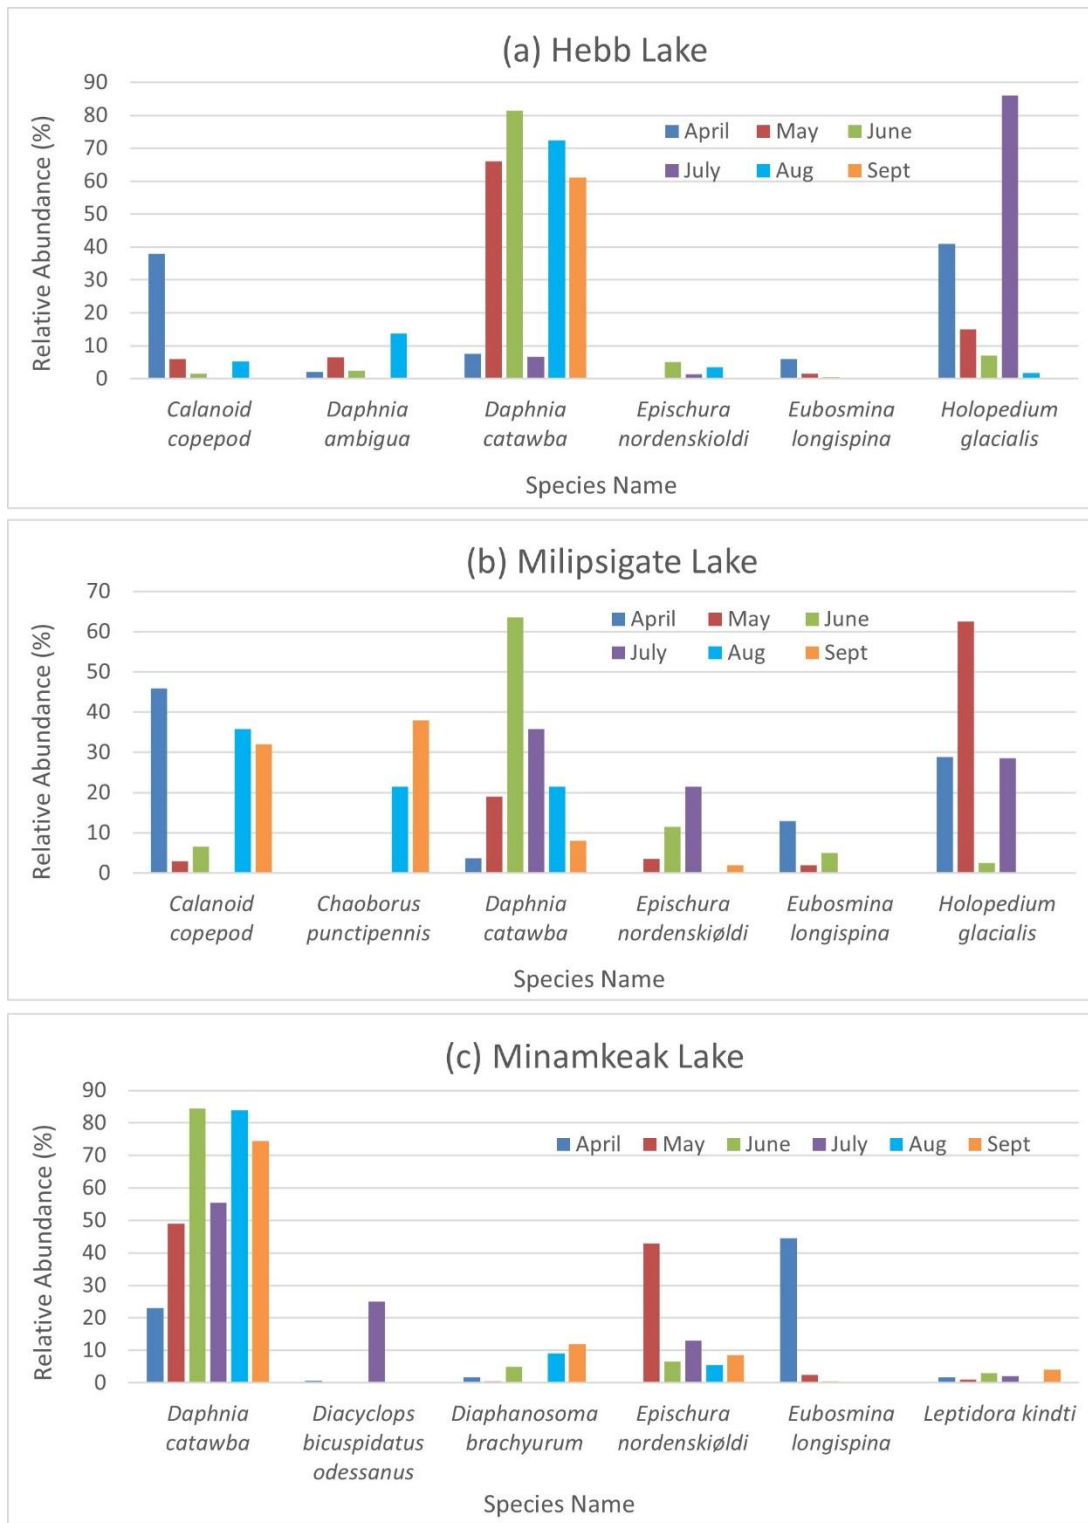 (a) Hebb Lake
Relative Abundance (%)
90
80
70
60
50
40
30
20
10
0
April May June
July Aug Sept
Calanoid copepod
Daphnia ambigua
Daphnia catawba
Epischura nordenskioldi
Eubosmina longispina
Holopedium glacialis
Species Name
(b) Milipsigate Lake
Relative Abundance (%)
70
60
50
40
30
20
10
0
April May June
July Aug Sept
Calanoid copepod
Chaoborus punctipennis
Daphnia catawba
Epischura nordenskiøldi
Eubosmina longispina
Holopedium glacialis
Species Name
(c) Minamkeak Lake
Relative Abundance (%)
90
80
70
60
50
40
30
20
10
0
April May June July Aug Sept
Daphnia catawba
Diacyclops bicuspidatus odessanus
Diaphanosoma brachyurum
Epischura nordenskiøldi
Eubosmina longispina
Leptidora kindti
Species Name